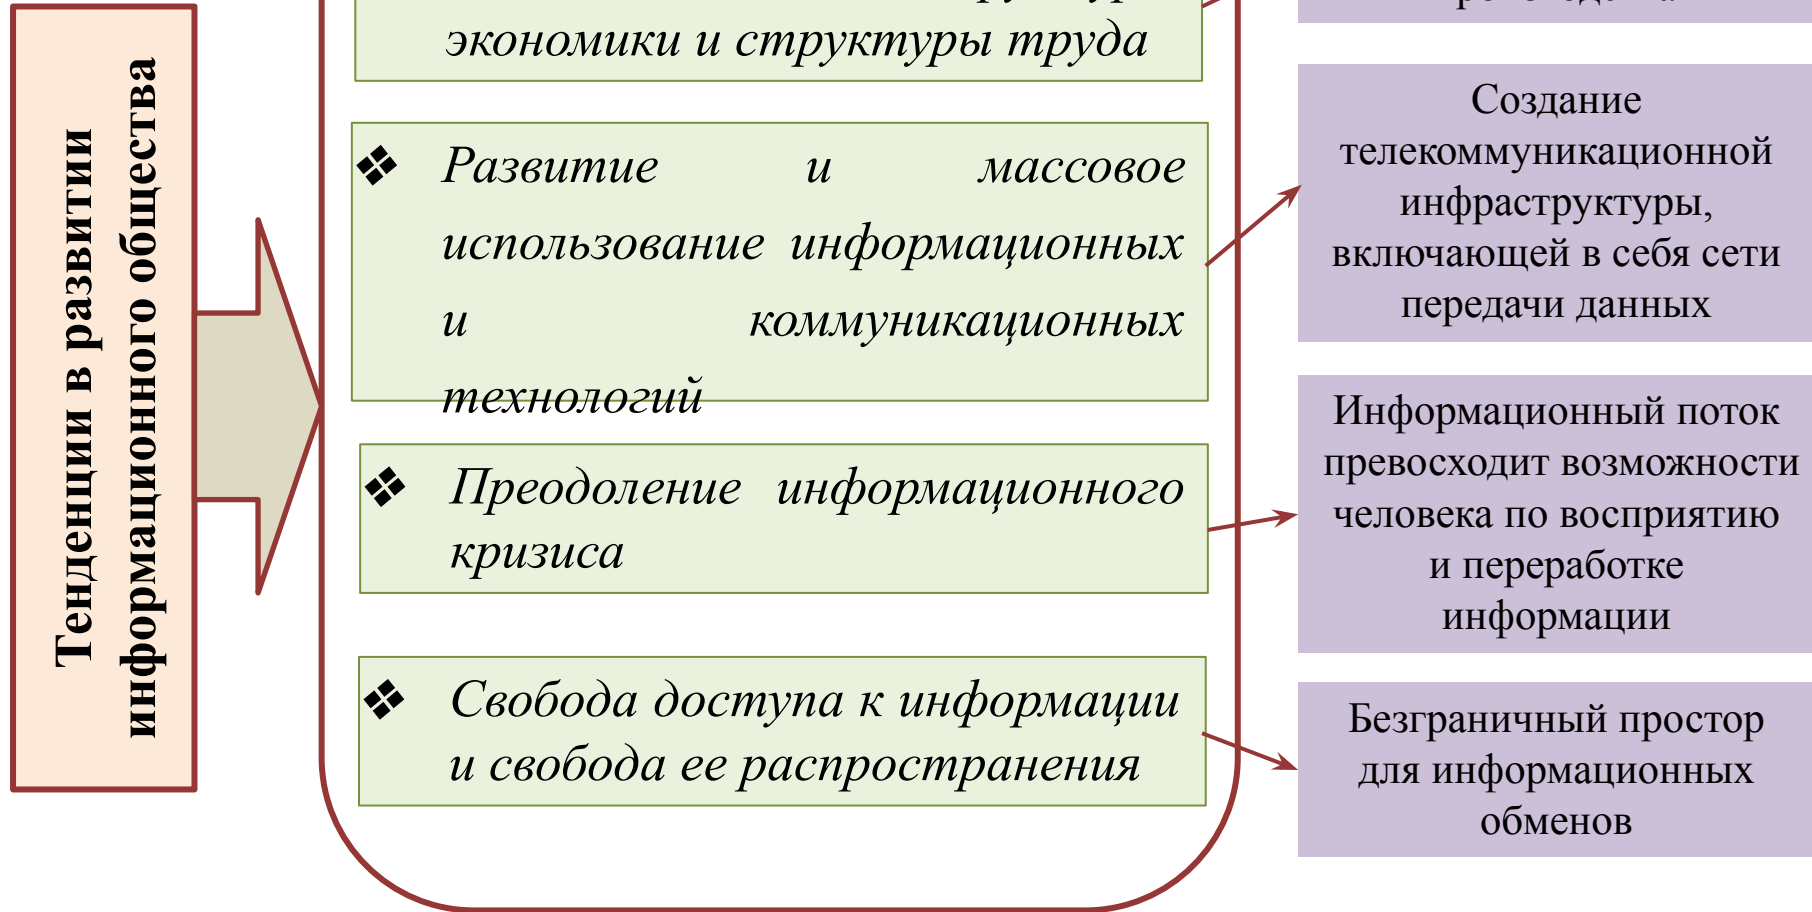 Тенденции в развитии
информационного общества
экономики и структуры труда
❖ Развитие и массовое
использование информационных
и коммуникационных
технологий
❖ Преодоление информационного
кризиса
❖ Свобода доступа к информации
и свобода ее распространения
Создание
телекоммуникационной
инфраструктуры,
включающей в себя сети
передачи данных
Информационный поток
превосходит возможности
человека по восприятию
и переработке
информации
Безграничный простор
для информационных
обменов